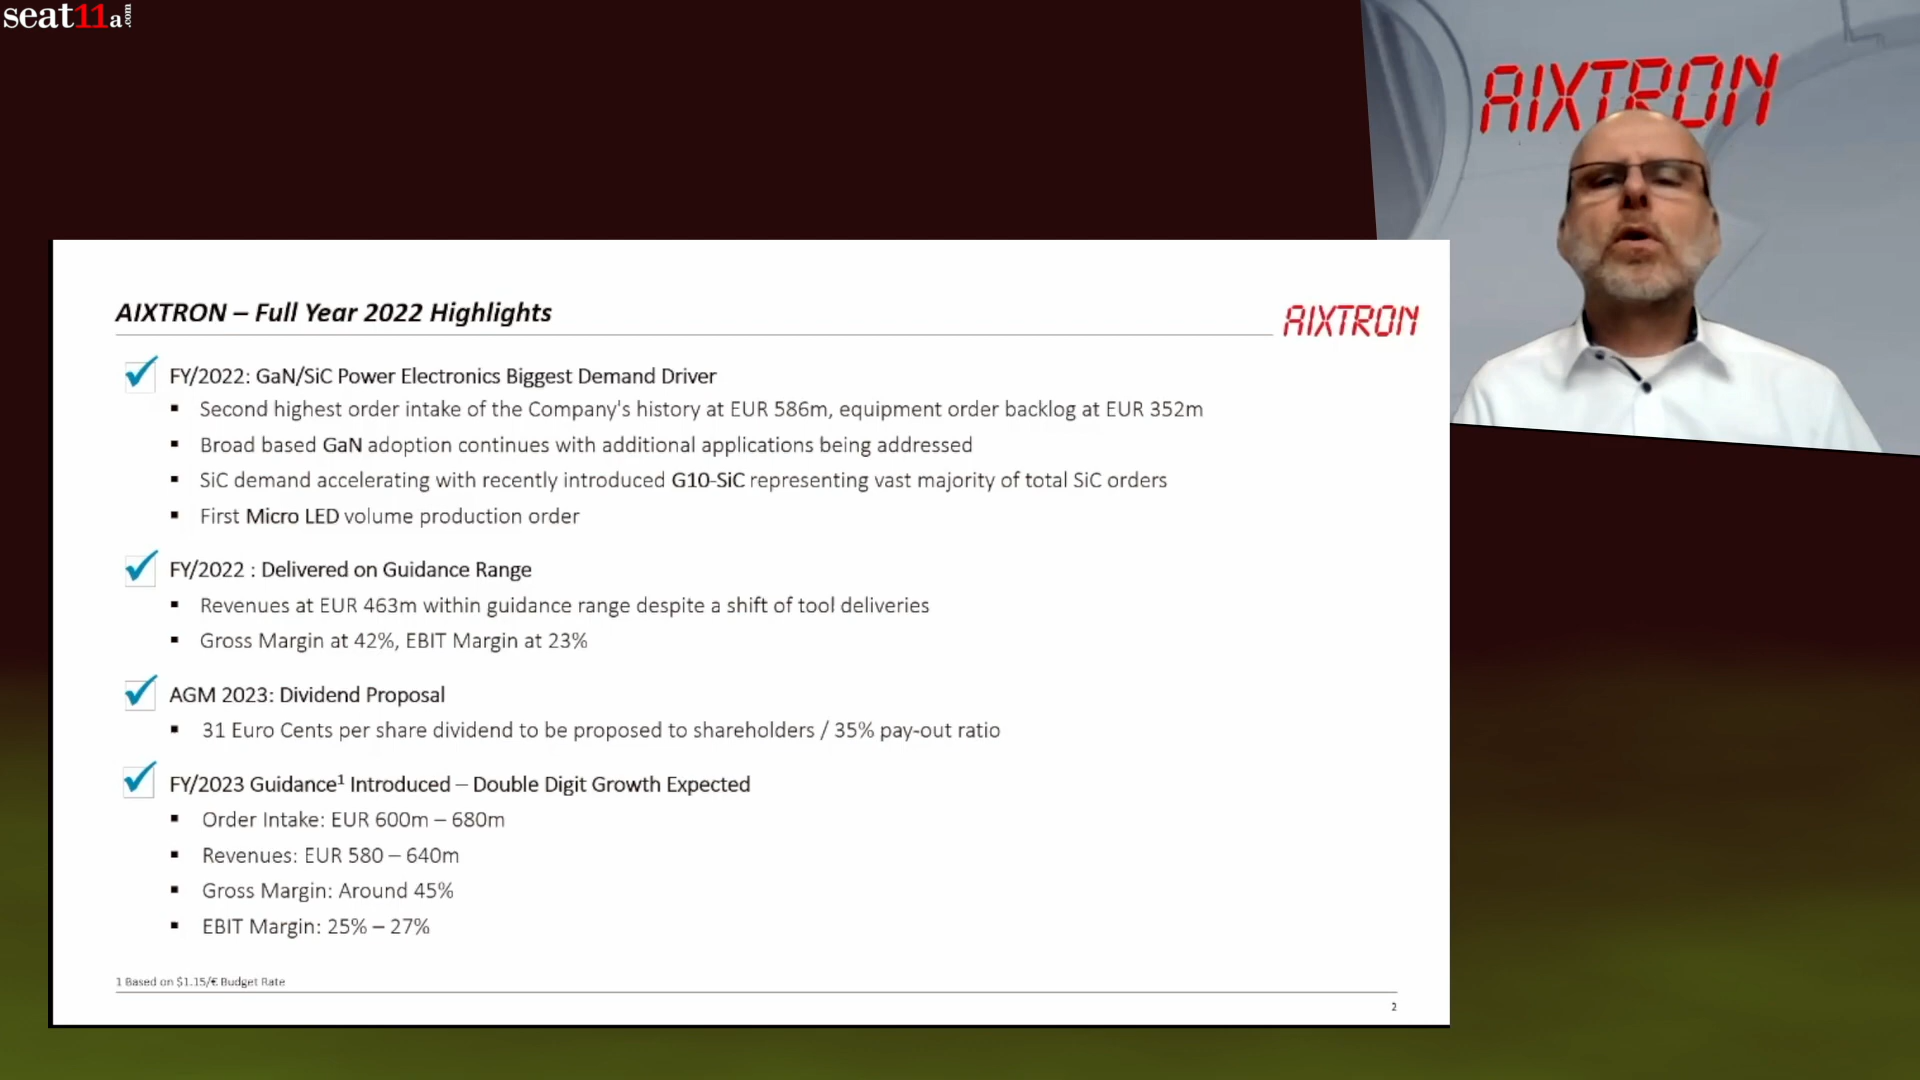 seat11a.com
AIXTRON
AIXTRON – Full Year 2022 Highlights
AIXTRON
FY/2022: GaN/SiC Power Electronics Biggest Demand Driver
▪ Second highest order intake of the Company's history at EUR 586m, equipment order backlog at EUR 352m
▪ Broad based GaN adoption continues with additional applications being addressed
▪ SiC demand accelerating with recently introduced G10-SiC representing vast majority of total SiC orders
▪ First Micro LED volume production order
FY/2022 : Delivered on Guidance Range
▪ Revenues at EUR 463m within guidance range despite a shift of tool deliveries
▪ Gross Margin at 42%, EBIT Margin at 23%
AGM 2023: Dividend Proposal
▪ 31 Euro Cents per share dividend to be proposed to shareholders / 35% pay-out ratio
FY/2023 Guidance¹ Introduced – Double Digit Growth Expected
▪ Order Intake: EUR 600m – 680m
▪ Revenues: EUR 580 – 640m
▪ Gross Margin: Around 45%
▪ EBIT Margin: 25% – 27%
1 Based on $1.15/€ Budget Rate
2